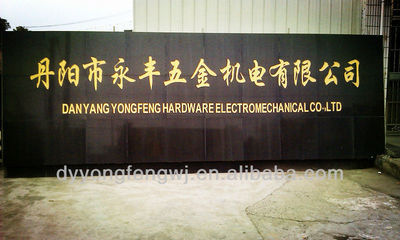 丹阳市永丰五金机电有限公司
DANYANG YONGFENG HARDWARE ELECTROMECHANICAL CO.,LTD
dyyongfengwj.en.alibaba.com